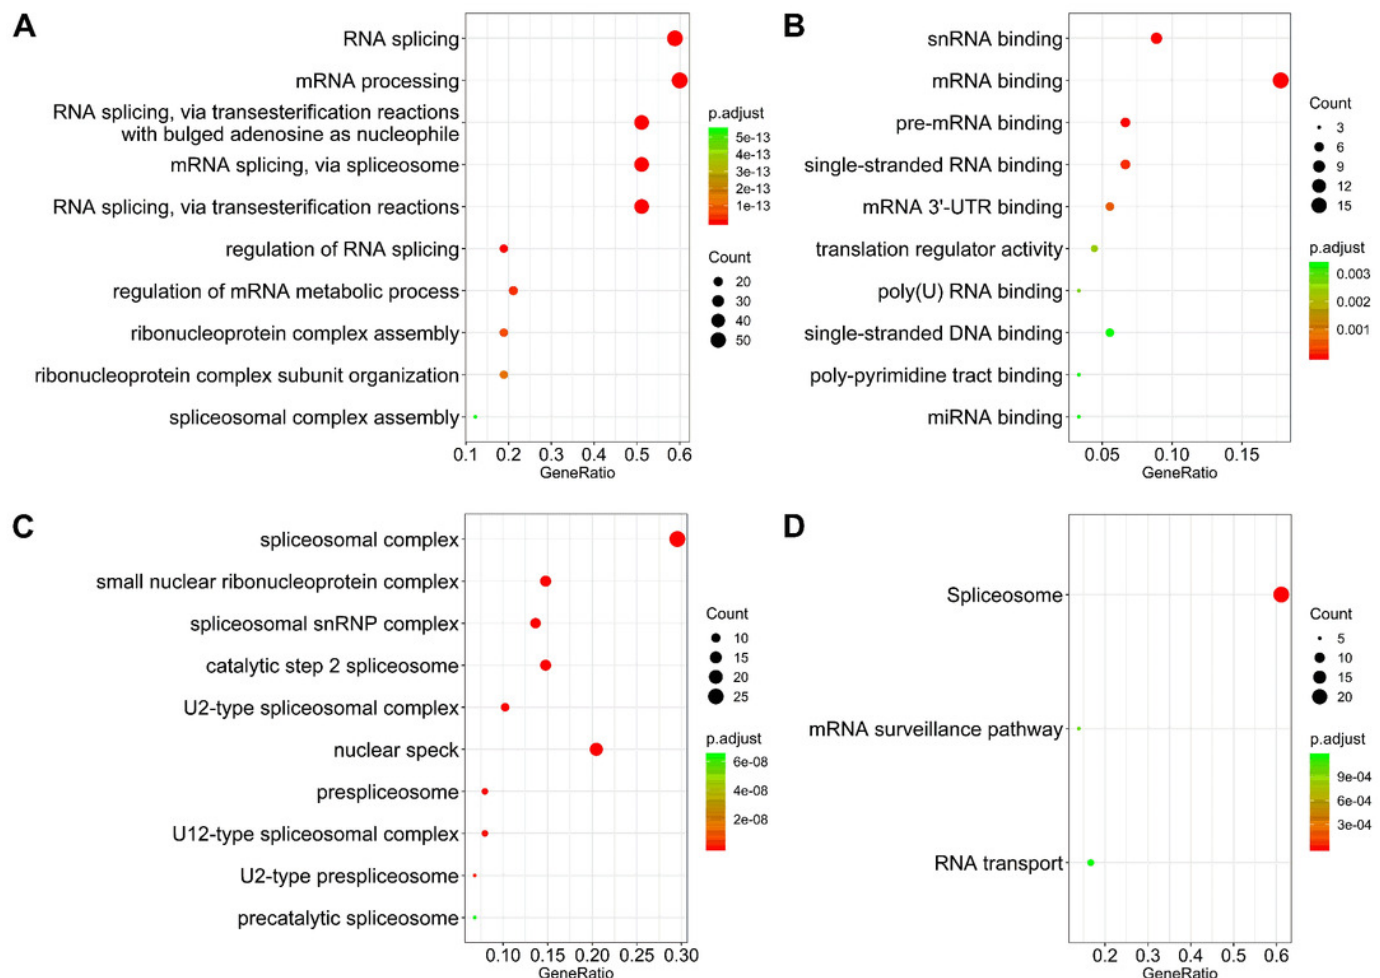 A
RNA splicing
mRNA processing
RNA splicing, via transesterification reactions
with bulged adenosine as nucleophile
mRNA splicing, via spliceosome
RNA splicing, via transesterification reactions
regulation of RNA splicing
regulation of mRNA metabolic process
ribonucleoprotein complex assembly
ribonucleoprotein complex subunit organization
spliceosomal complex assembly
0.1 0.2 0.3 0.4 0.5 0.6
GeneRatio
p.adjust
5e-13
4e-13
3e-13
2e-13
1e-13
Count
20
30
40
50
B
snRNA binding
mRNA binding
pre-mRNA binding
single-stranded RNA binding
mRNA 3'-UTR binding
translation regulator activity
poly(U) RNA binding
single-stranded DNA binding
poly-pyrimidine tract binding
miRNA binding
0.05 0.10 0.15
GeneRatio
Count
3
6
9
12
15
p.adjust
0.003
0.002
0.001
C
spliceosomal complex
small nuclear ribonucleoprotein complex
spliceosomal snRNP complex
catalytic step 2 spliceosome
U2-type spliceosomal complex
nuclear speck
prespliceosome
U12-type spliceosomal complex
U2-type prespliceosome
precatalytic spliceosome
0.10 0.15 0.20 0.25 0.30
GeneRatio
Count
10
15
20
25
p.adjust
6e-08
4e-08
2e-08
D
Spliceosome
mRNA surveillance pathway
RNA transport
0.2 0.3 0.4 0.5 0.6
GeneRatio
Count
5
10
15
20
p.adjust
9e-04
6e-04
3e-04